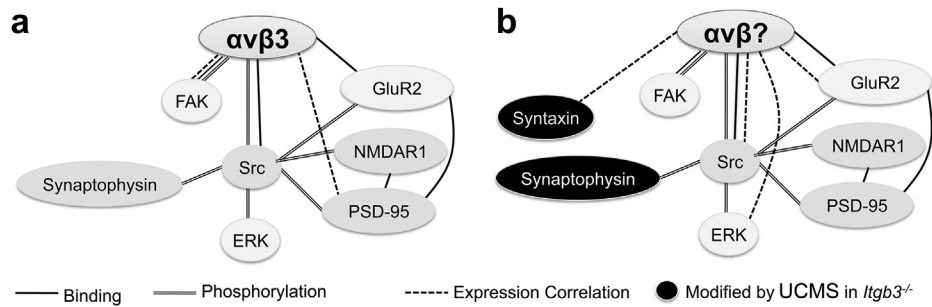 a
αvβ3
FAK
GluR2
NMDAR1
Src
Synaptophysin
PSD-95
ERK
b
αvβ?
FAK
GluR2
Syntaxin
NMDAR1
Src
Synaptophysin
PSD-95
ERK
Binding
Phosphorylation
Expression Correlation
Modified by UCMS in Itgb3-/-